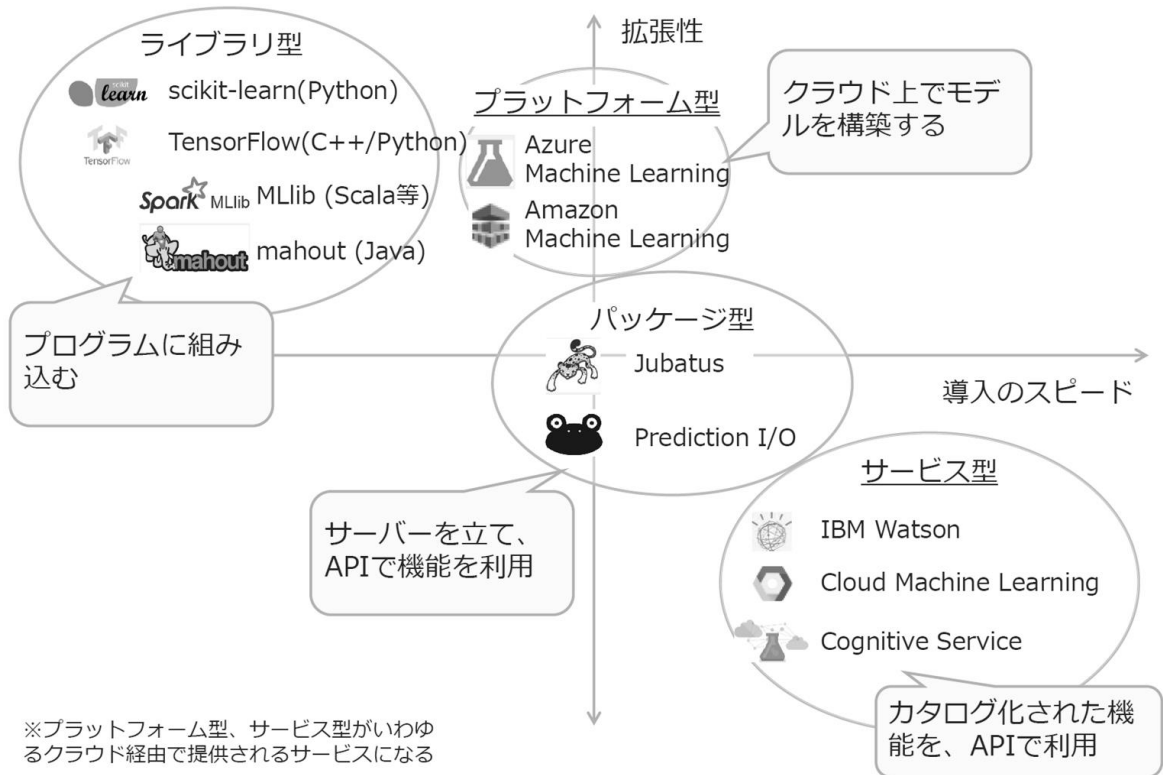 ライブラリ型
scikit
learn
scikit-learn(Python)
TensorFlow
TensorFlow(C++/Python)
Spark MLlib
MLlib (Scala等)
mahout
mahout (Java)
プログラムに組み
込む
拡張性
プラットフォーム型
Azure
Machine Learning
Amazon
Machine Learning
クラウド上でモデ
ルを構築する
パッケージ型
Jubatus
Prediction I/O
導入のスピード
サーバーを立て、
APIで機能を利用
サービス型
IBM Watson
Cloud Machine Learning
Cognitive Service
カタログ化された機
能を、APIで利用
※プラットフォーム型、サービス型がいわゆ
るクラウド経由で提供されるサービスになる